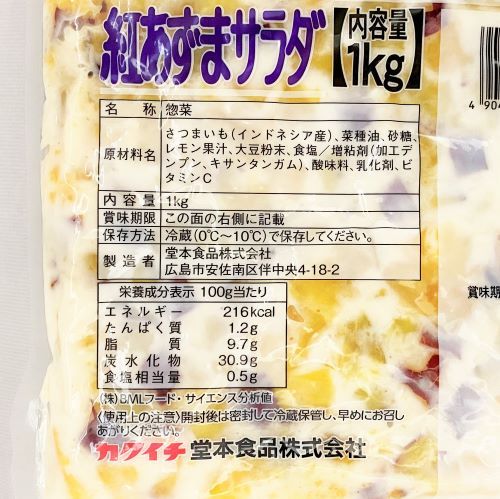 紅あずまサラダ【内容量1kg】
名称 惣菜
原材料名 さつまいも(インドネシア産)、菜種油、砂糖、
レモン果汁、大豆粉末、食塩/増粘剤(加工デ
ンプン、キサンタンガム)、酸味料、乳化剤、ビ
タミンC
内容量 1kg
賞味期限 この面の右側に記載
保存方法 冷蔵(0℃~10℃)で保存してください。
製造者 堂本食品株式会社
広島市安佐南区伴中央4-18-2
栄養成分表示 100g当たり
エネルギー 216kcal
たんぱく質 1.2g
脂質 9.7g
炭水化物 30.9g
食塩相当量 0.5g
(株)BMLフード・サイエンス分析値
〈使用上の注意〉開封後は密封して冷蔵保管し、早めにお召し
あがりください。
カクイチ 堂本食品株式会社
4 904
賞味期